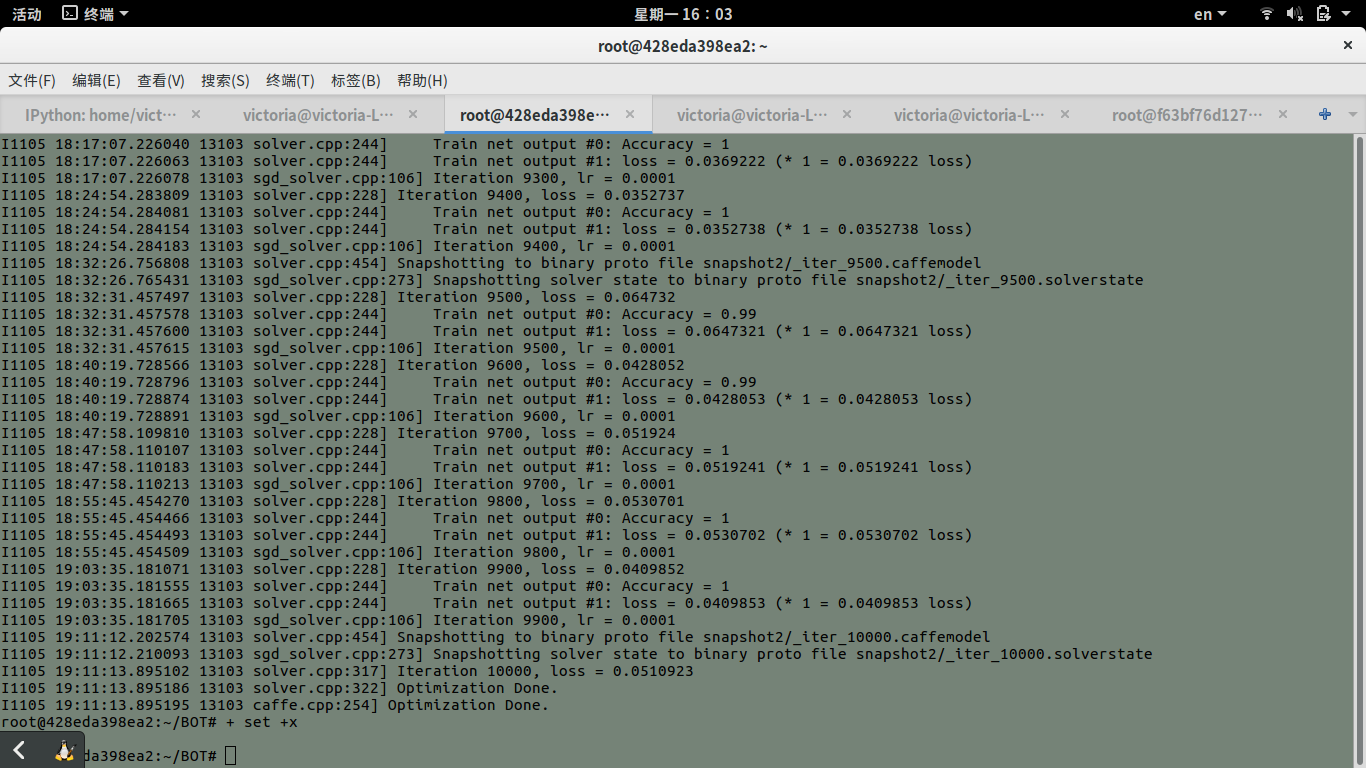 活动 终端 星期一 16：03 en
root@428eda398ea2: ~
文件(F) 编辑(E) 查看(V) 搜索(S) 终端(T) 标签(B) 帮助(H)
IPython: home/vict··· victoria@victoria-L··· root@428eda398e··· victoria@victoria-L··· victoria@victoria-L··· root@f63bf76d127···
I1105 18:17:07.226040 13103 solver.cpp:244]     Train net output #0: Accuracy = 1
I1105 18:17:07.226063 13103 solver.cpp:244]     Train net output #1: loss = 0.0369222 (* 1 = 0.0369222 loss)
I1105 18:17:07.226078 13103 sgd_solver.cpp:106] Iteration 9300, lr = 0.0001
I1105 18:24:54.283809 13103 solver.cpp:228] Iteration 9400, loss = 0.0352737
I1105 18:24:54.284081 13103 solver.cpp:244]     Train net output #0: Accuracy = 1
I1105 18:24:54.284154 13103 solver.cpp:244]     Train net output #1: loss = 0.0352738 (* 1 = 0.0352738 loss)
I1105 18:24:54.284183 13103 sgd_solver.cpp:106] Iteration 9400, lr = 0.0001
I1105 18:32:26.756808 13103 solver.cpp:454] Snapshotting to binary proto file snapshot2/_iter_9500.caffemodel
I1105 18:32:26.765431 13103 sgd_solver.cpp:273] Snapshotting solver state to binary proto file snapshot2/_iter_9500.solverstate
I1105 18:32:31.457497 13103 solver.cpp:228] Iteration 9500, loss = 0.064732
I1105 18:32:31.457578 13103 solver.cpp:244]     Train net output #0: Accuracy = 0.99
I1105 18:32:31.457600 13103 solver.cpp:244]     Train net output #1: loss = 0.0647321 (* 1 = 0.0647321 loss)
I1105 18:32:31.457615 13103 sgd_solver.cpp:106] Iteration 9500, lr = 0.0001
I1105 18:40:19.728566 13103 solver.cpp:228] Iteration 9600, loss = 0.0428052
I1105 18:40:19.728796 13103 solver.cpp:244]     Train net output #0: Accuracy = 0.99
I1105 18:40:19.728874 13103 solver.cpp:244]     Train net output #1: loss = 0.0428053 (* 1 = 0.0428053 loss)
I1105 18:40:19.728891 13103 sgd_solver.cpp:106] Iteration 9600, lr = 0.0001
I1105 18:47:58.109810 13103 solver.cpp:228] Iteration 9700, loss = 0.051924
I1105 18:47:58.110107 13103 solver.cpp:244]     Train net output #0: Accuracy = 1
I1105 18:47:58.110183 13103 solver.cpp:244]     Train net output #1: loss = 0.0519241 (* 1 = 0.0519241 loss)
I1105 18:47:58.110213 13103 sgd_solver.cpp:106] Iteration 9700, lr = 0.0001
I1105 18:55:45.454270 13103 solver.cpp:228] Iteration 9800, loss = 0.0530701
I1105 18:55:45.454466 13103 solver.cpp:244]     Train net output #0: Accuracy = 1
I1105 18:55:45.454493 13103 solver.cpp:244]     Train net output #1: loss = 0.0530702 (* 1 = 0.0530702 loss)
I1105 18:55:45.454509 13103 sgd_solver.cpp:106] Iteration 9800, lr = 0.0001
I1105 19:03:35.181071 13103 solver.cpp:228] Iteration 9900, loss = 0.0409852
I1105 19:03:35.181555 13103 solver.cpp:244]     Train net output #0: Accuracy = 1
I1105 19:03:35.181665 13103 solver.cpp:244]     Train net output #1: loss = 0.0409853 (* 1 = 0.0409853 loss)
I1105 19:03:35.181705 13103 sgd_solver.cpp:106] Iteration 9900, lr = 0.0001
I1105 19:11:12.202574 13103 solver.cpp:454] Snapshotting to binary proto file snapshot2/_iter_10000.caffemodel
I1105 19:11:12.210093 13103 sgd_solver.cpp:273] Snapshotting solver state to binary proto file snapshot2/_iter_10000.solverstate
I1105 19:11:13.895102 13103 solver.cpp:317] Iteration 10000, loss = 0.0510923
I1105 19:11:13.895186 13103 solver.cpp:322] Optimization Done.
I1105 19:11:13.895195 13103 caffe.cpp:254] Optimization Done.
root@428eda398ea2:~/BOT# + set +x
da398ea2:~/BOT#